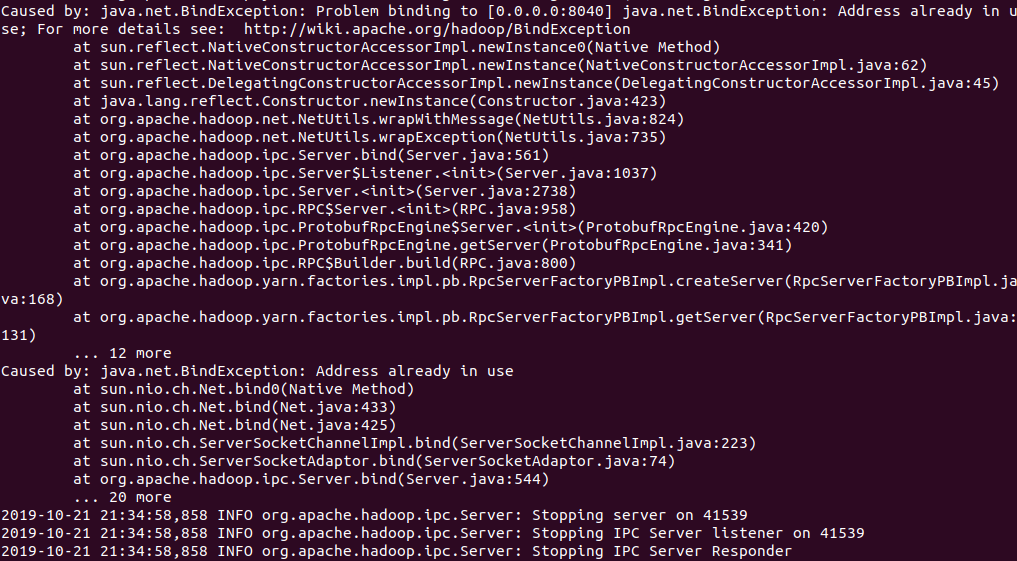 Caused by: java.net.BindException: Problem binding to [0.0.0.0:8040] java.net.BindException: Address already in u
se; For more details see:  http://wiki.apache.org/hadoop/BindException
        at sun.reflect.NativeConstructorAccessorImpl.newInstance0(Native Method)
        at sun.reflect.NativeConstructorAccessorImpl.newInstance(NativeConstructorAccessorImpl.java:62)
        at sun.reflect.DelegatingConstructorAccessorImpl.newInstance(DelegatingConstructorAccessorImpl.java:45)
        at java.lang.reflect.Constructor.newInstance(Constructor.java:423)
        at org.apache.hadoop.net.NetUtils.wrapWithMessage(NetUtils.java:824)
        at org.apache.hadoop.net.NetUtils.wrapException(NetUtils.java:735)
        at org.apache.hadoop.ipc.Server.bind(Server.java:561)
        at org.apache.hadoop.ipc.Server$Listener.<init>(Server.java:1037)
        at org.apache.hadoop.ipc.Server.<init>(Server.java:2738)
        at org.apache.hadoop.ipc.RPC$Server.<init>(RPC.java:958)
        at org.apache.hadoop.ipc.ProtobufRpcEngine$Server.<init>(ProtobufRpcEngine.java:420)
        at org.apache.hadoop.ipc.ProtobufRpcEngine.getServer(ProtobufRpcEngine.java:341)
        at org.apache.hadoop.ipc.RPC$Builder.build(RPC.java:800)
        at org.apache.hadoop.yarn.factories.impl.pb.RpcServerFactoryPBImpl.createServer(RpcServerFactoryPBImpl.ja
va:168)
        at org.apache.hadoop.yarn.factories.impl.pb.RpcServerFactoryPBImpl.getServer(RpcServerFactoryPBImpl.java:
131)
        ... 12 more
Caused by: java.net.BindException: Address already in use
        at sun.nio.ch.Net.bind0(Native Method)
        at sun.nio.ch.Net.bind(Net.java:433)
        at sun.nio.ch.Net.bind(Net.java:425)
        at sun.nio.ch.ServerSocketChannelImpl.bind(ServerSocketChannelImpl.java:223)
        at sun.nio.ch.ServerSocketAdaptor.bind(ServerSocketAdaptor.java:74)
        at org.apache.hadoop.ipc.Server.bind(Server.java:544)
        ... 20 more
2019-10-21 21:34:58,858 INFO org.apache.hadoop.ipc.Server: Stopping server on 41539
2019-10-21 21:34:58,858 INFO org.apache.hadoop.ipc.Server: Stopping IPC Server listener on 41539
2019-10-21 21:34:58,858 INFO org.apache.hadoop.ipc.Server: Stopping IPC Server Responder